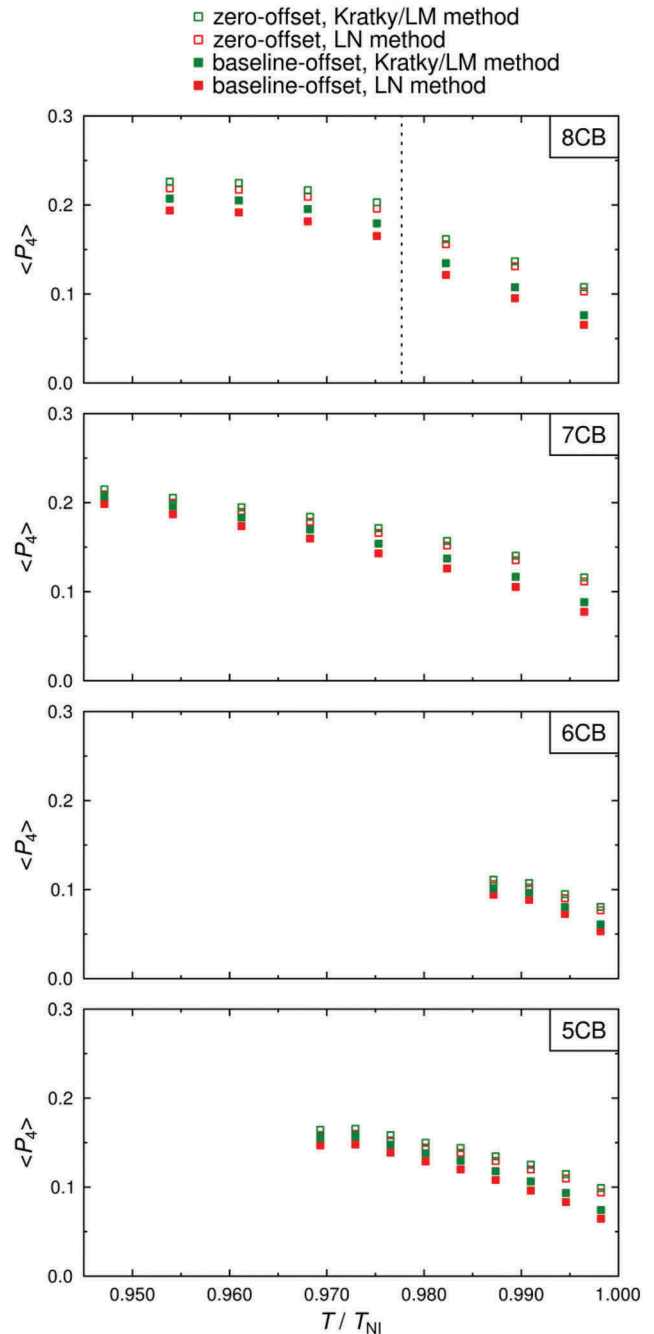 zero-offset, Kratky/LM method
zero-offset, LN method
baseline-offset, Kratky/LM method
baseline-offset, LN method
0.3
8CB
0.2
<P4>
0.1
0.0
0.3
7CB
0.2
<P4>
0.1
0.0
0.3
6CB
0.2
<P4>
0.1
0.0
0.3
5CB
0.2
<P4>
0.1
0.0
0.950 0.960 0.970 0.980 0.990 1.000
T / TNI